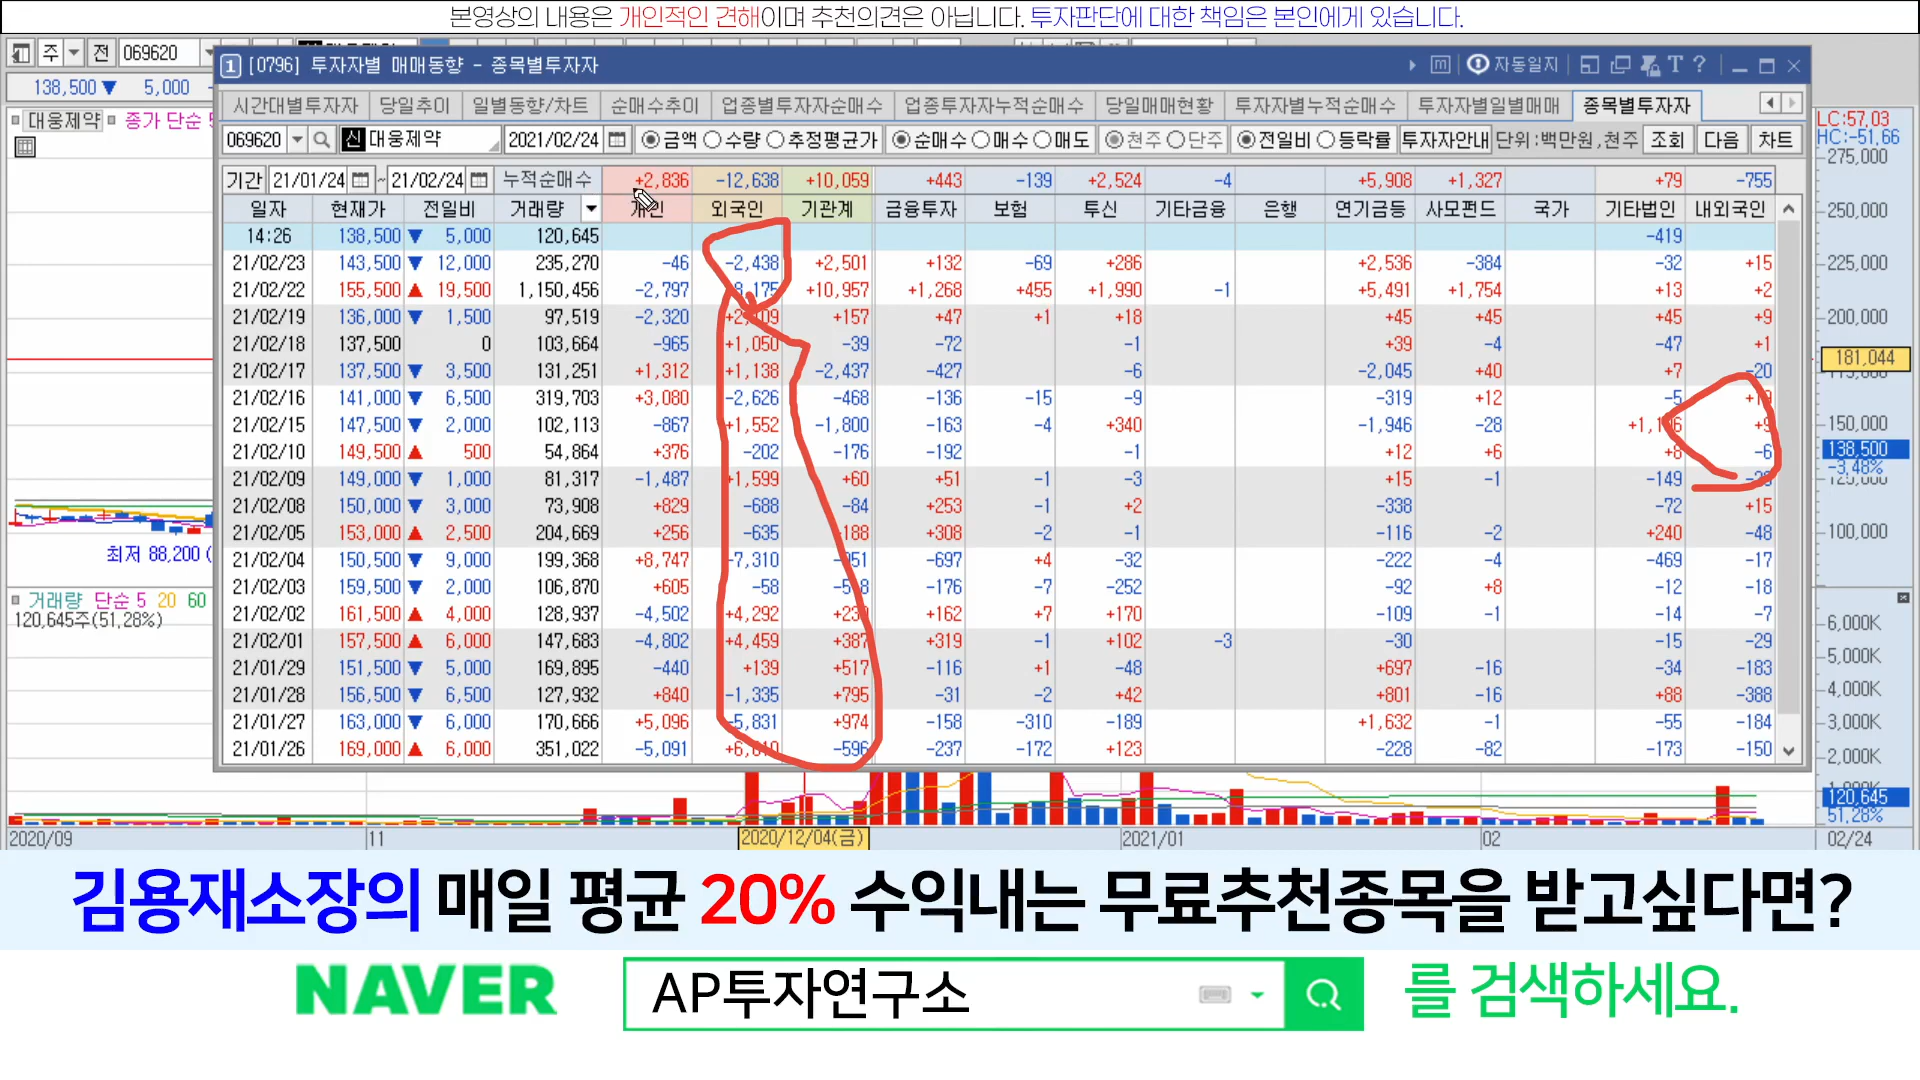 본영상의 내용은 개인적인 견해이며 추천의견은 아닙니다. 투자판단에 대한 책임은 본인에게 있습니다.
주 전 069620
138,500▼ 5,000
대웅제약 종가 단순 5
[0796] 투자자별 매매동향 - 종목별투자자 자동일지
시간대별투자자 당일추이 일별동향/차트 순매수추이 업종별투자자순매수 업종투자자누적순매수 당일매매현황 투자자별누적순매수 투자자별일별매매 종목별투자자
069620 신 대웅제약 2021/02/24 금액 수량 추정평균가 순매수 매수 매도 천주 단주 전일비 등락률 투자자안내 단위:백만원,천주 조회 다음 차트
기간 21/01/24 ~ 21/02/24 누적순매수 +2,836 -12,638 +10,059 +443 -139 +2,524 -4 +5,908 +1,327 +79 -755
일자 현재가 전일비 거래량 개인 외국인 기관계 금융투자 보험 투신 기타금융 은행 연기금등 사모펀드 국가 기타법인 내외국인
14:26 138,500 ▼ 5,000 120,645 -419
21/02/23 143,500 ▼ 12,000 235,270 -46 -2,438 +2,501 +132 -69 +286 +2,536 -384 -32 +15
21/02/22 155,500 ▲ 19,500 1,150,456 -2,797 +10,957 +1,268 +455 +1,990 -1 +5,491 +1,754 +13 +2
21/02/19 136,000 ▼ 1,500 97,519 -2,320 +157 +47 +1 +18 +45 +45 +45 +9
21/02/18 137,500 0 103,664 -965 +1,050 -39 -72 -1 +39 -4 -47 +1
21/02/17 137,500 ▼ 3,500 131,251 +1,312 +1,138 -2,437 -427 -6 -2,045 +40 +7 -20
21/02/16 141,000 ▼ 6,500 319,703 +3,080 -2,626 -468 -136 -15 -9 -319 +12 -5
21/02/15 147,500 ▼ 2,000 102,113 -867 +1,552 -1,800 -163 -4 +340 -1,946 -28 +9
21/02/10 149,500 ▲ 500 54,864 +376 -202 -176 -192 -1 +12 +6 +8 -6
21/02/09 149,000 ▼ 1,000 81,317 -1,487 +1,599 +60 +51 -1 -3 +15 -1 -149
21/02/08 150,000 ▼ 3,000 73,908 +829 -688 -84 +253 -1 +2 -338 -72 +15
21/02/05 153,000 ▲ 2,500 204,669 +256 -635 +188 +308 -2 -1 -116 -2 +240 -48
21/02/04 150,500 ▼ 9,000 199,368 +8,747 -7,310 -697 +4 -32 -222 -4 -469 -17
21/02/03 159,500 ▼ 2,000 106,870 +605 -58 -176 -7 -252 -92 +8 -12 -18
21/02/02 161,500 ▲ 4,000 128,937 -4,502 +4,292 +162 +7 +170 -109 -1 -14 -7
21/02/01 157,500 ▲ 6,000 147,683 -4,802 +4,459 +387 +319 -1 +102 -3 -30 -15 -29
21/01/29 151,500 ▼ 5,000 169,895 -440 +139 +517 -116 +1 -48 +697 -16 -34 -183
21/01/28 156,500 ▼ 6,500 127,932 +840 -1,335 +795 -31 -2 +42 +801 -16 +88 -388
21/01/27 163,000 ▼ 6,000 170,666 +5,096 -5,831 +974 -158 -310 -189 +1,632 -1 -55 -184
21/01/26 169,000 ▲ 6,000 351,022 -5,091 -596 -237 -172 +123 -228 -82 -173 -150
LC:57,03
HC:-51,66
275,000
250,000
225,000
200,000
181,044
150,000
138,500
-3,48%
100,000
최저 88,200 (
거래량 단순 5 20 60
120,645주(51,28%)
6,000K
5,000K
4,000K
3,000K
2,000K
120,645
51,28%
2020/09 11 2020/12/04(금) 2021/01 02 02/24
김용재소장의 매일 평균 20% 수익내는 무료추천종목을 받고싶다면?
NAVER AP투자연구소 를 검색하세요.